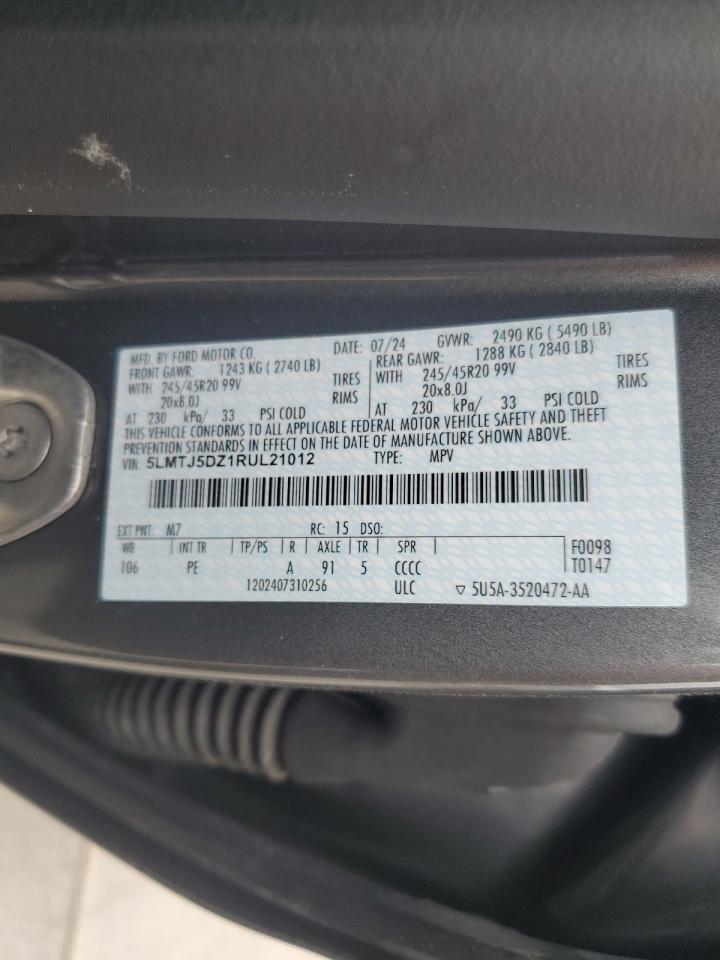 MFD. BY FORD MOTOR CO. DATE: 07/24 GVWR: 2490 KG ( 5490 LB)
FRONT GAWR: 1243 KG ( 2740 LB) REAR GAWR: 1288 KG ( 2840 LB)
WITH 245/45R20 99V TIRES WITH 245/45R20 99V TIRES
20x8.0J RIMS 20x8.0J RIMS
AT 230 kPa/ 33 PSI COLD AT 230 kPa/ 33 PSI COLD
THIS VEHICLE CONFORMS TO ALL APPLICABLE FEDERAL MOTOR VEHICLE SAFETY AND THEFT
PREVENTION STANDARDS IN EFFECT ON THE DATE OF MANUFACTURE SHOWN ABOVE.
VIN: 5LMTJ5DZ1RUL21012 TYPE: MPV
EXT PNT: M7 RC: 15 DSO:
WB INT TR TP/PS R AXLE TR SPR F0098
106 PE A 91 5 CCCC T0147
1202407310256 ULC ▽ 5U5A-3520472-AA